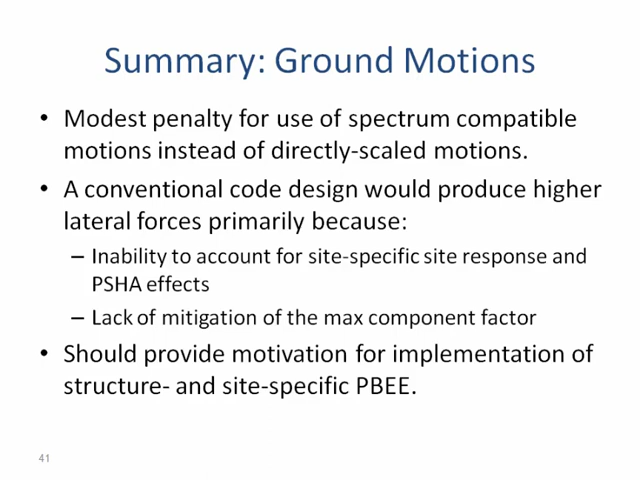 Summary: Ground Motions
• Modest penalty for use of spectrum compatible
motions instead of directly-scaled motions.
• A conventional code design would produce higher
lateral forces primarily because:
– Inability to account for site-specific site response and
PSHA effects
– Lack of mitigation of the max component factor
• Should provide motivation for implementation of
structure- and site-specific PBEE.
41